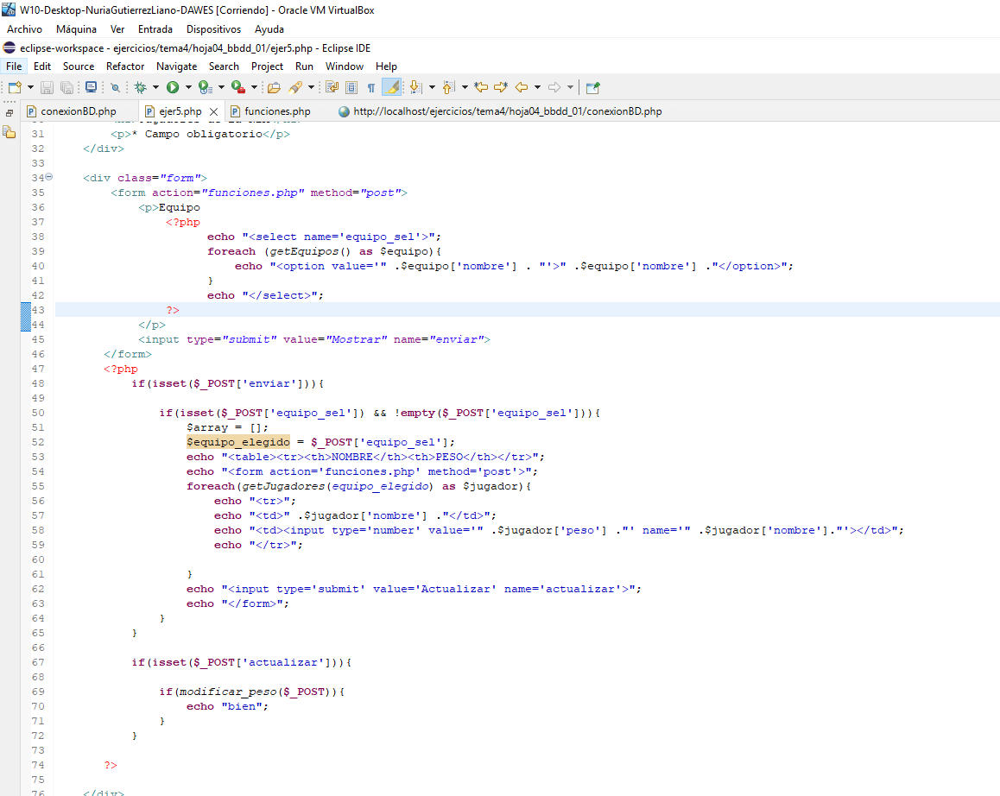 W10-Desktop-NuriaGutierrezLiano-DAWES [Corriendo] - Oracle VM VirtualBox
Archivo Máquina Ver Entrada Dispositivos Ayuda
eclipse-workspace - ejercicios/tema4/hoja04_bbdd_01/ejer5.php - Eclipse IDE
File Edit Source Refactor Navigate Search Project Run Window Help
conexionBD.php ejer5.php funciones.php http://localhost/ejercicios/tema4/hoja04_bbdd_01/conexionBD.php
31 <p>* Campo obligatorio</p>
32 </div>
33
34 <div class="form">
35 <form action="funciones.php" method="post">
36 <p>Equipo
37 <?php
38 echo "<select name='equipo_sel'>";
39 foreach (getEquipos() as $equipo){
40 echo "<option value='" .$equipo['nombre'] . "'>" .$equipo['nombre'] ."</option>";
41 }
42 echo "</select>";
43 ?>
44 </p>
45 <input type="submit" value="Mostrar" name="enviar">
46 </form>
47 <?php
48 if(isset($_POST['enviar'])){
49
50 if(isset($_POST['equipo_sel']) && !empty($_POST['equipo_sel'])){
51 $array = [];
52 $equipo_elegido = $_POST['equipo_sel'];
53 echo "<table><tr><th>NOMBRE</th><th>PESO</th></tr>";
54 echo "<form action='funciones.php' method='post'>";
55 foreach(getJugadores(equipo_elegido) as $jugador){
56 echo "<tr>";
57 echo "<td>" .$jugador['nombre'] ."</td>";
58 echo "<td><input type='number' value='" .$jugador['peso'] ."' name='" .$jugador['nombre']."'></td>";
59 echo "</tr>";
60
61 }
62 echo "<input type='submit' value='Actualizar' name='actualizar'>";
63 echo "</form>";
64 }
65 }
66
67 if(isset($_POST['actualizar'])){
68
69 if(modificar_peso($_POST)){
70 echo "bien";
71 }
72 }
73
74 ?>
75
76 </div>